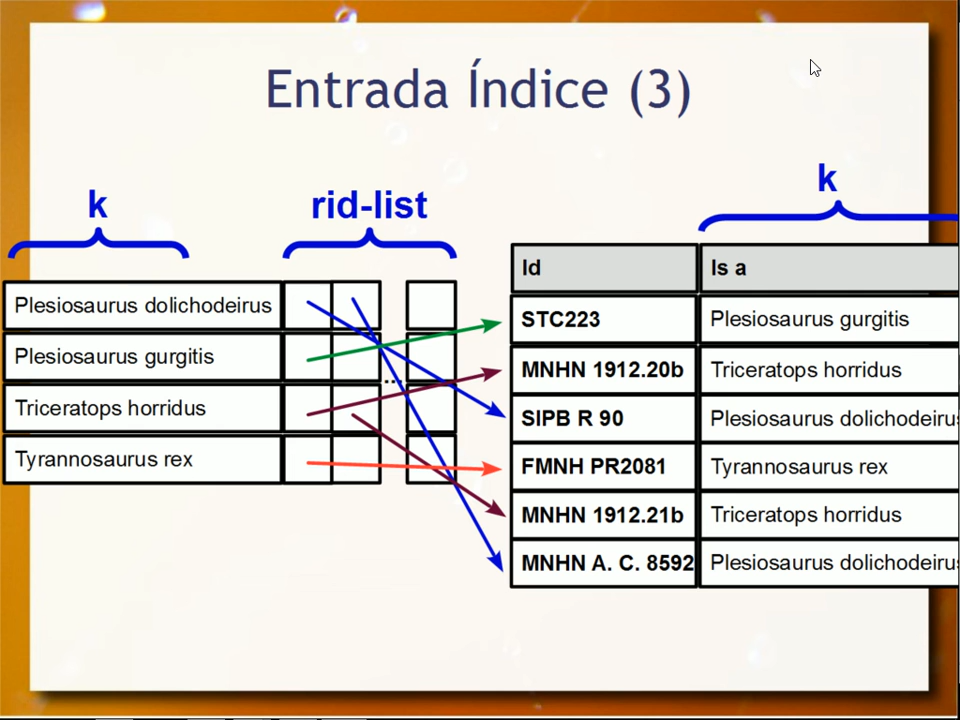 Entrada Índice (3)
k
rid-list
k
Plesiosaurus dolichodeirus
Plesiosaurus gurgitis
Triceratops horridus
Tyrannosaurus rex
...
Id Is a
STC223 Plesiosaurus gurgitis
MNHN 1912.20b Triceratops horridus
SIPB R 90 Plesiosaurus dolichodeirus
FMNH PR2081 Tyrannosaurus rex
MNHN 1912.21b Triceratops horridus
MNHN A. C. 8592 Plesiosaurus dolichodeirus